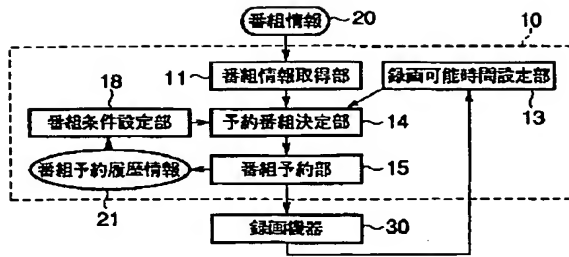 番組情報 20
10
11 番組情報取得部
録画可能時間設定部
13
18
番組条件設定部
予約番組決定部 14
番組予約履歴情報
21
番組予約部 15
録画機器 30